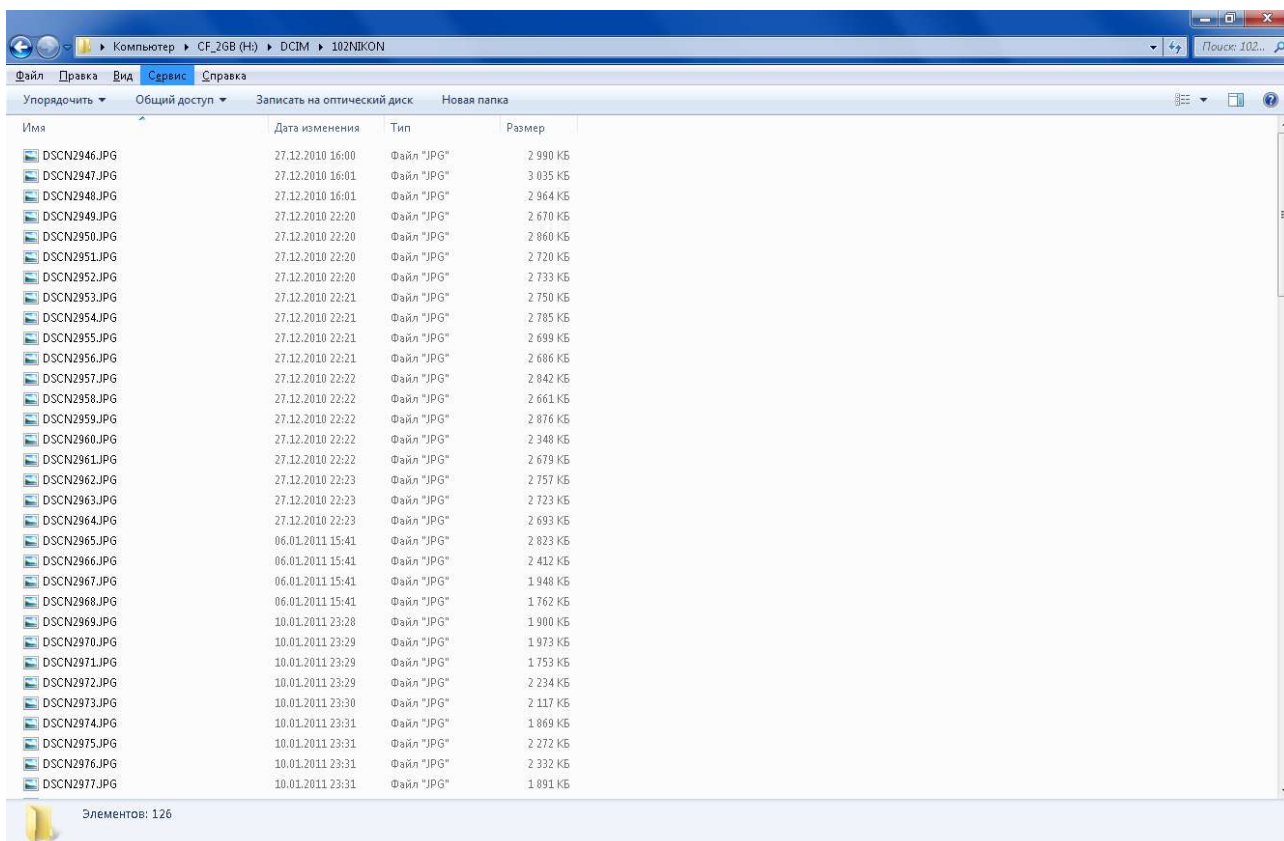 Компьютер ▸ CF_2GB (H:) ▸ DCIM ▸ 102NIKON Поиск: 102...
Файл Правка Вид Сервис Справка
Упорядочить Общий доступ Записать на оптический диск Новая папка
Имя Дата изменения Тип Размер
DSCN2946.JPG 27.12.2010 16:00 Файл "JPG" 2 990 КБ
DSCN2947.JPG 27.12.2010 16:01 Файл "JPG" 3 035 КБ
DSCN2948.JPG 27.12.2010 16:01 Файл "JPG" 2 964 КБ
DSCN2949.JPG 27.12.2010 22:20 Файл "JPG" 2 670 КБ
DSCN2950.JPG 27.12.2010 22:20 Файл "JPG" 2 860 КБ
DSCN2951.JPG 27.12.2010 22:20 Файл "JPG" 2 720 КБ
DSCN2952.JPG 27.12.2010 22:20 Файл "JPG" 2 733 КБ
DSCN2953.JPG 27.12.2010 22:21 Файл "JPG" 2 750 КБ
DSCN2954.JPG 27.12.2010 22:21 Файл "JPG" 2 785 КБ
DSCN2955.JPG 27.12.2010 22:21 Файл "JPG" 2 699 КБ
DSCN2956.JPG 27.12.2010 22:21 Файл "JPG" 2 686 КБ
DSCN2957.JPG 27.12.2010 22:22 Файл "JPG" 2 842 КБ
DSCN2958.JPG 27.12.2010 22:22 Файл "JPG" 2 661 КБ
DSCN2959.JPG 27.12.2010 22:22 Файл "JPG" 2 876 КБ
DSCN2960.JPG 27.12.2010 22:22 Файл "JPG" 2 348 КБ
DSCN2961.JPG 27.12.2010 22:22 Файл "JPG" 2 679 КБ
DSCN2962.JPG 27.12.2010 22:23 Файл "JPG" 2 757 КБ
DSCN2963.JPG 27.12.2010 22:23 Файл "JPG" 2 723 КБ
DSCN2964.JPG 27.12.2010 22:23 Файл "JPG" 2 693 КБ
DSCN2965.JPG 06.01.2011 15:41 Файл "JPG" 2 823 КБ
DSCN2966.JPG 06.01.2011 15:41 Файл "JPG" 2 412 КБ
DSCN2967.JPG 06.01.2011 15:41 Файл "JPG" 1 948 КБ
DSCN2968.JPG 06.01.2011 15:41 Файл "JPG" 1 762 КБ
DSCN2969.JPG 10.01.2011 23:28 Файл "JPG" 1 900 КБ
DSCN2970.JPG 10.01.2011 23:29 Файл "JPG" 1 973 КБ
DSCN2971.JPG 10.01.2011 23:29 Файл "JPG" 1 753 КБ
DSCN2972.JPG 10.01.2011 23:29 Файл "JPG" 2 234 КБ
DSCN2973.JPG 10.01.2011 23:30 Файл "JPG" 2 117 КБ
DSCN2974.JPG 10.01.2011 23:31 Файл "JPG" 1 869 КБ
DSCN2975.JPG 10.01.2011 23:31 Файл "JPG" 2 272 КБ
DSCN2976.JPG 10.01.2011 23:31 Файл "JPG" 2 332 КБ
DSCN2977.JPG 10.01.2011 23:31 Файл "JPG" 1 891 КБ
Элементов: 126